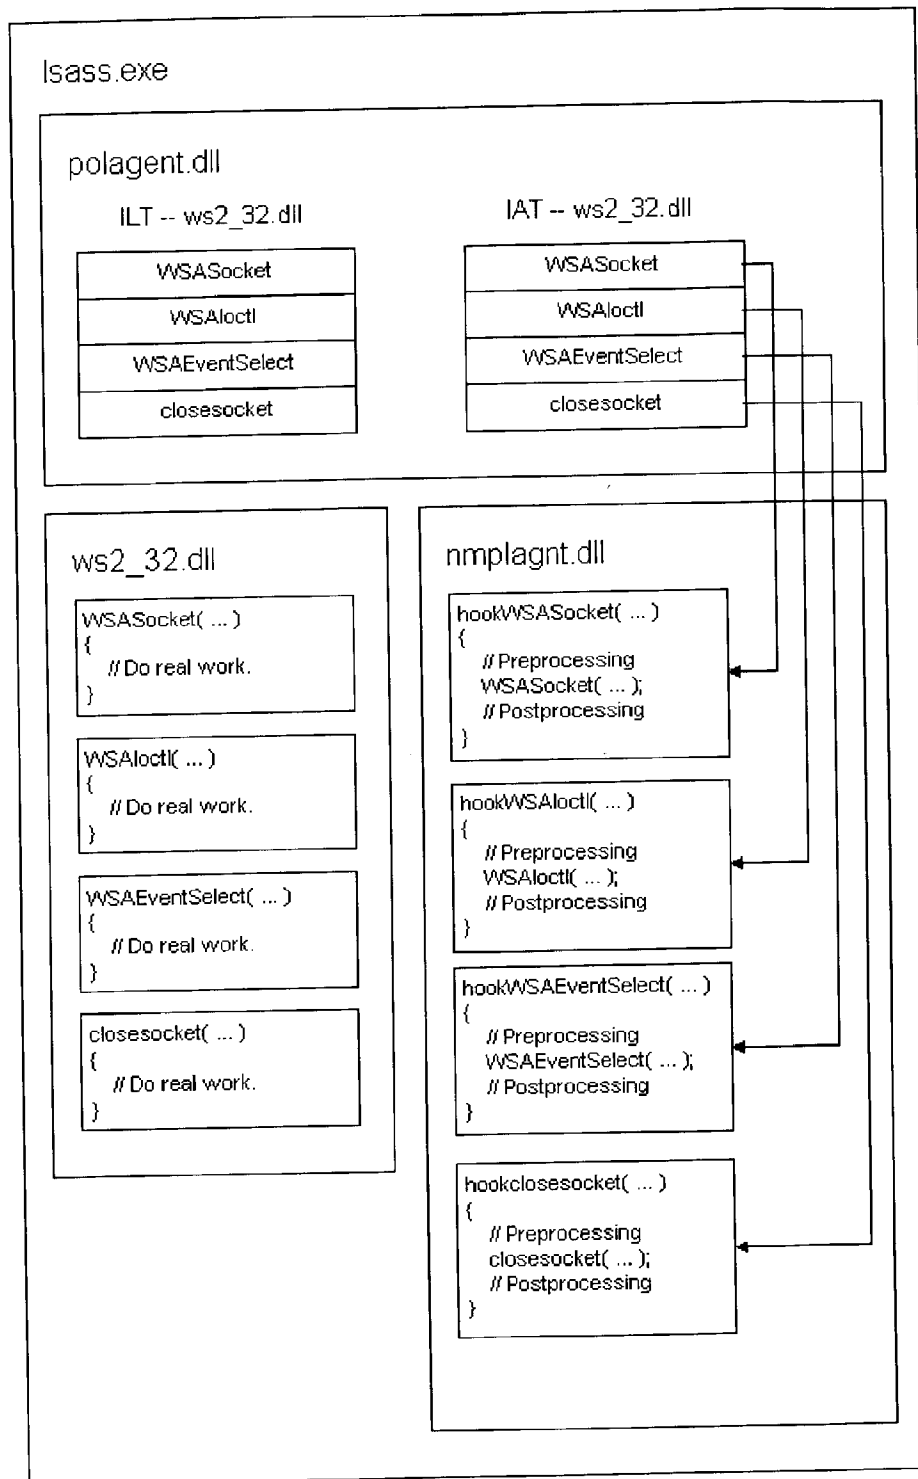 lsass.exe
polagent.dll
ILT -- ws2_32.dll
WSASocket
WSAIoctl
WSAEventSelect
closesocket
IAT -- ws2_32.dll
WSASocket
WSAIoctl
WSAEventSelect
closesocket
ws2_32.dll
WSASocket( ... )
{
// Do real work.
}
WSAIoctl( ... )
{
// Do real work.
}
WSAEventSelect( ... )
{
// Do real work.
}
closesocket( ... )
{
// Do real work.
}
nmplagnt.dll
hookWSASocket( ... )
{
// Preprocessing
WSASocket( ... );
// Postprocessing
}
hookWSAIoctl( ... )
{
// Preprocessing
WSAIoctl( ... );
// Postprocessing
}
hookWSAEventSelect( ... )
{
// Preprocessing
WSAEventSelect( ... );
// Postprocessing
}
hookclosesocket( ... )
{
// Preprocessing
closesocket( ... );
// Postprocessing
}